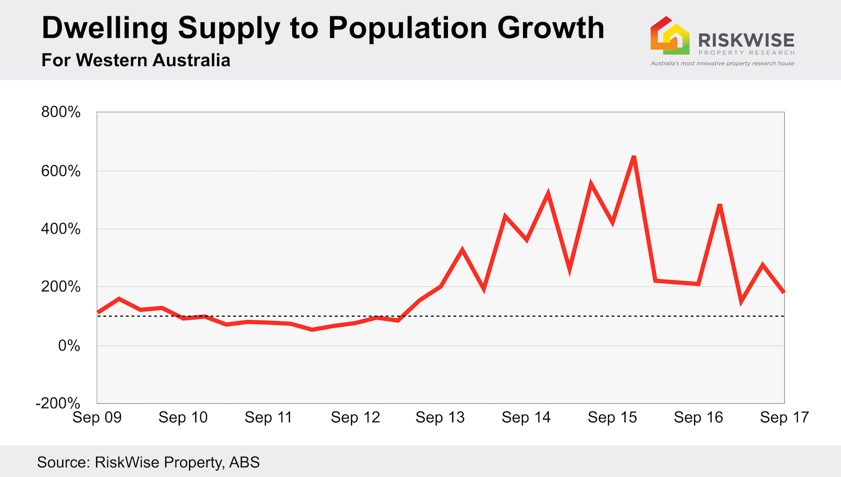 Dwelling Supply to Population Growth
For Western Australia
RISKWISE
PROPERTY RESEARCH
Australia's most innovative property research house
800%
600%
400%
200%
0%
-200%
Sep 09 Sep 10 Sep 11 Sep 12 Sep 13 Sep 14 Sep 15 Sep 16 Sep 17
Source: RiskWise Property, ABS